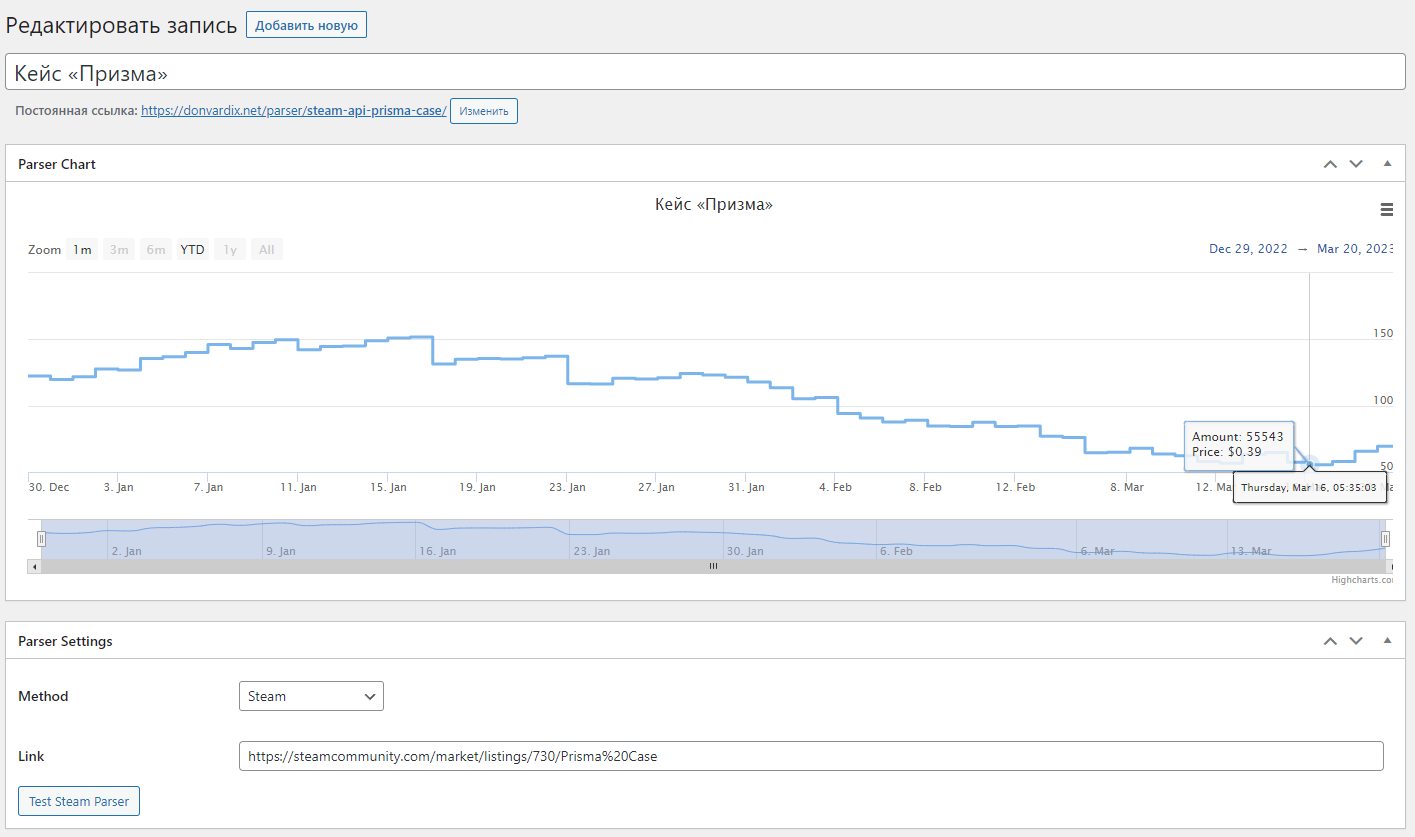 Редактировать запись Добавить новую
Кейс «Призма»
Постоянная ссылка: https://donvardix.net/parser/steam-api-prisma-case/ Изменить
Parser Chart
Кейс «Призма»
Zoom 1m 3m 6m YTD 1y All Dec 29, 2022 → Mar 20, 2023
150
100
Amount: 55543
Price: $0.39
50
30. Dec 3. Jan 7. Jan 11. Jan 15. Jan 19. Jan 23. Jan 27. Jan 31. Jan 4. Feb 8. Feb 12. Feb 8. Mar 12. Ma
Thursday, Mar 16, 05:35:03
2. Jan 9. Jan 16. Jan 23. Jan 30. Jan 6. Feb 6. Mar 13. Mar
Highcharts.co
Parser Settings
Method Steam
Link https://steamcommunity.com/market/listings/730/Prisma%20Case
Test Steam Parser